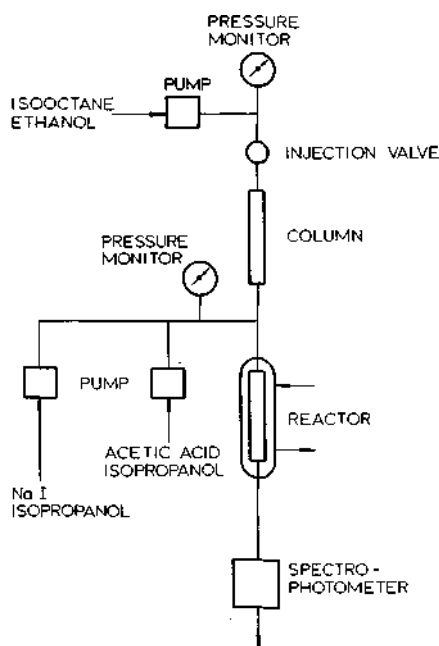 PRESSURE
MONITOR
PUMP
ISOOCTANE
ETHANOL
INJECTION VALVE
COLUMN
PRESSURE
MONITOR
PUMP
REACTOR
ACETIC ACID
ISOPROPANOL
Na I
ISOPROPANOL
SPECTRO-
PHOTOMETER